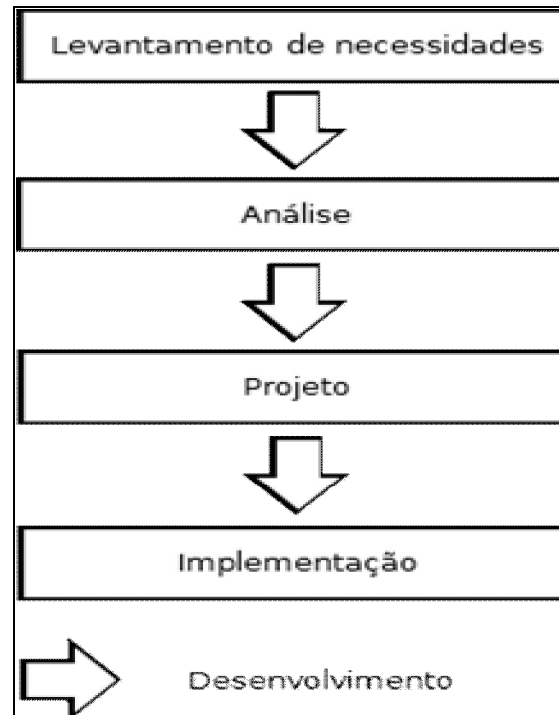 Levantamento de necessidades
Análise
Projeto
Implementação
Desenvolvimento